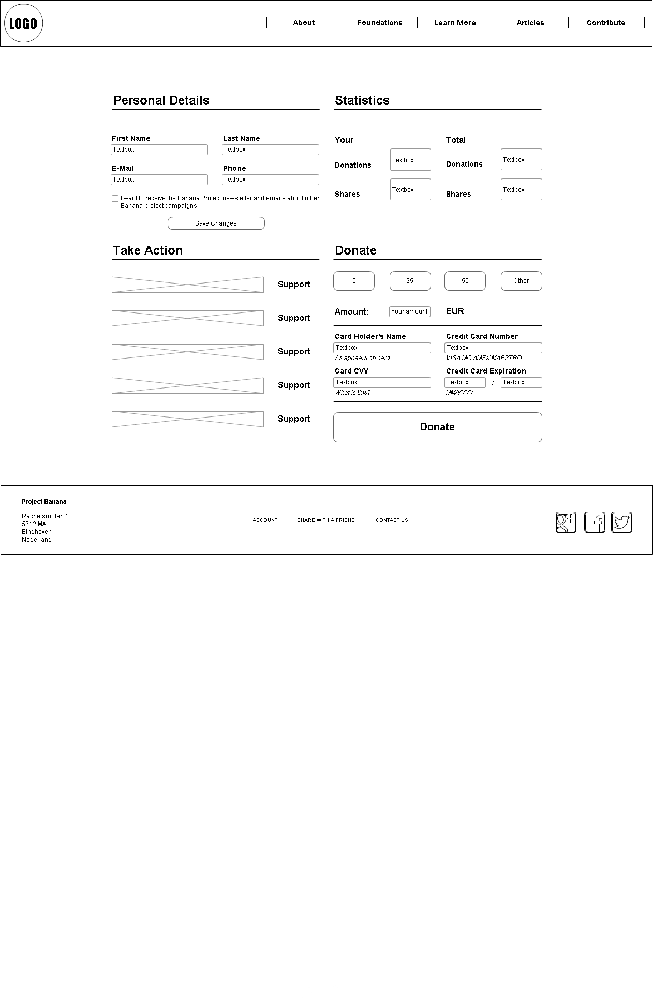 LOGO
About
Foundations
Learn More
Articles
Contribute
Personal Details
First Name
Last Name
Textbox
Textbox
E-Mail
Phone
Textbox
Textbox
I want to receive the Banana Project newsletter and emails about other
Banana project campaigns.
Save Changes
Statistics
Your
Total
Donations
Textbox
Donations
Textbox
Shares
Textbox
Shares
Textbox
Take Action
Support
Support
Support
Support
Support
Donate
5
25
50
Other
Amount:
Your amount
EUR
Card Holder's Name
Credit Card Number
Textbox
Textbox
As appears on card
VISA MC AMEX MAESTRO
Card CVV
Credit Card Expiration
Textbox
Textbox
/
Textbox
What is this?
MM/YYYY
Donate
Project Banana
Rachelsmolen 1
5612 MA
Eindhoven
Nederland
ACCOUNT
SHARE WITH A FRIEND
CONTACT US